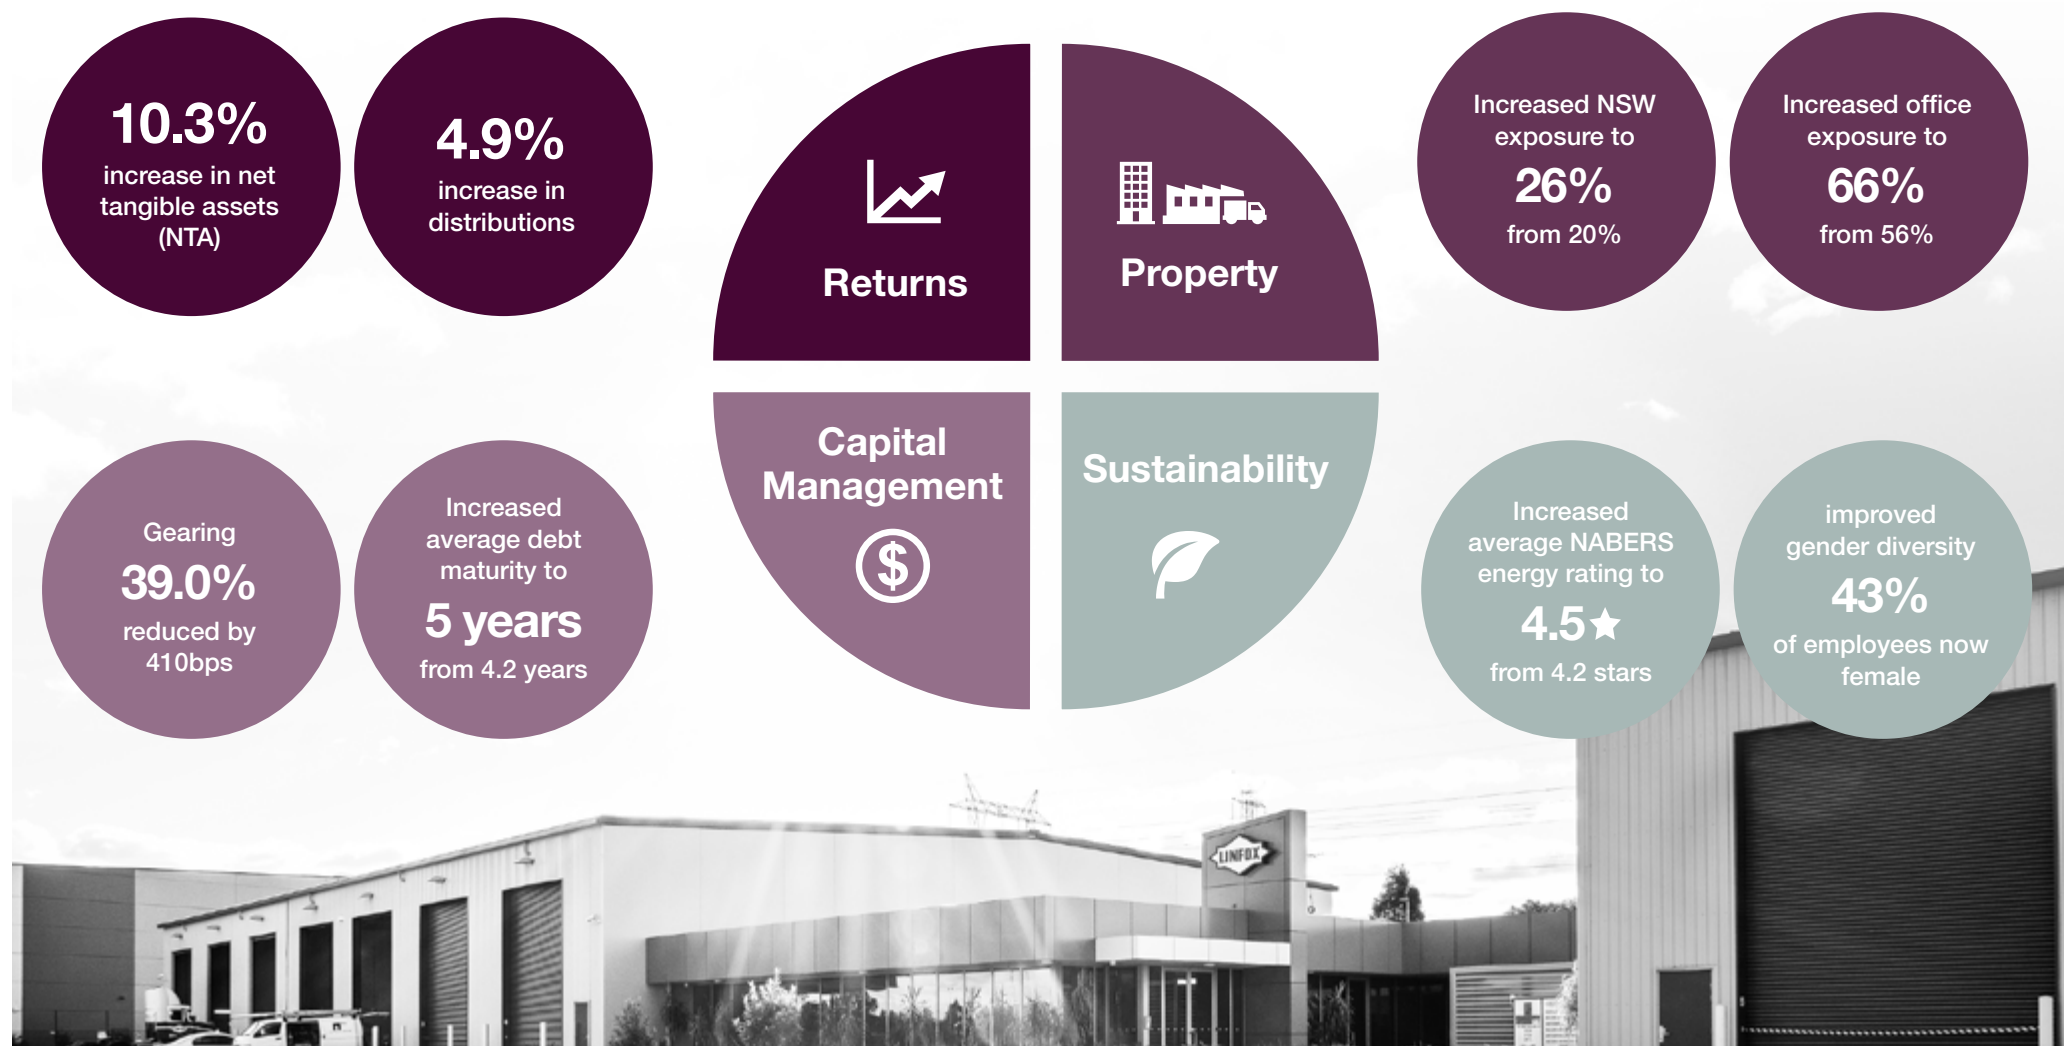 10.3%
increase in net
tangible assets
(NTA)
4.9%
increase in
distributions
Returns
Property
Increased NSW
exposure to
26%
from 20%
Increased office
exposure to
66%
from 56%
Gearing
39.0%
reduced by
410bps
Increased
average debt
maturity to
5 years
from 4.2 years
Capital
Management
$
Sustainability
Increased
average NABERS
energy rating to
4.5★
from 4.2 stars
improved
gender diversity
43%
of employees now
female
LINFOX